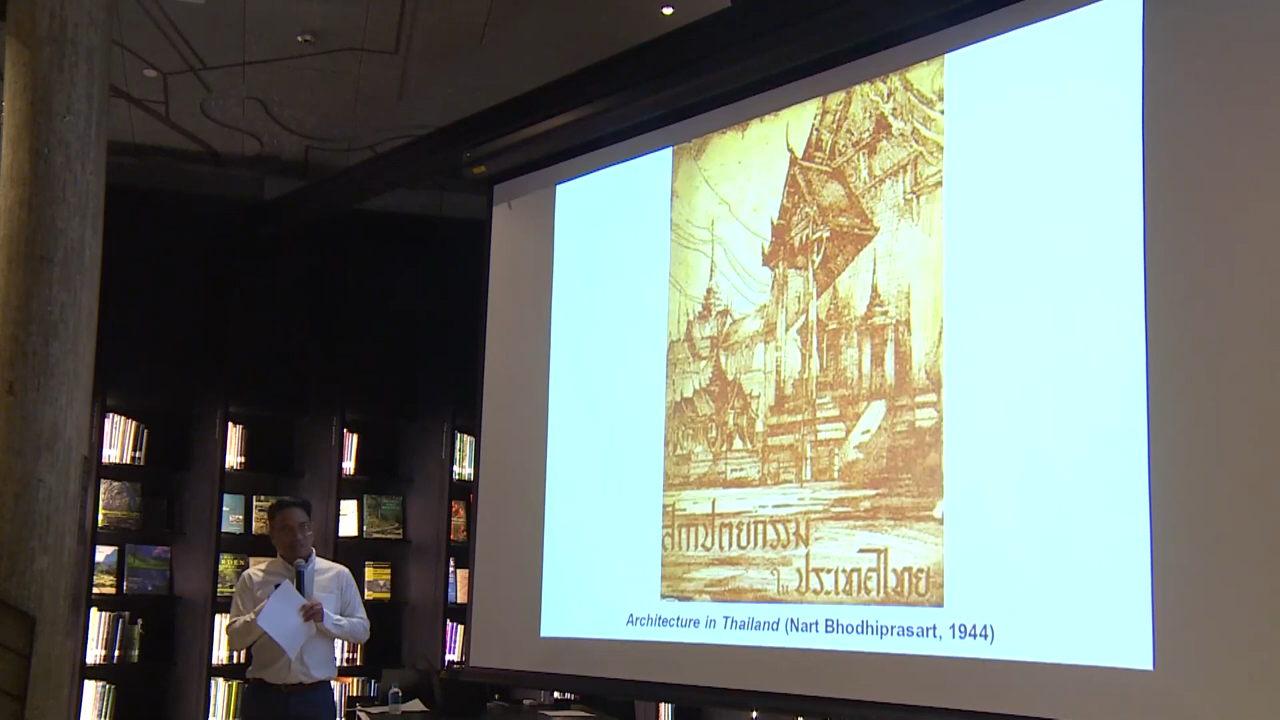 สถาปัตยกรรม
ใน ประเทศไทย
Architecture in Thailand (Nart Bhodhiprasart, 1944)